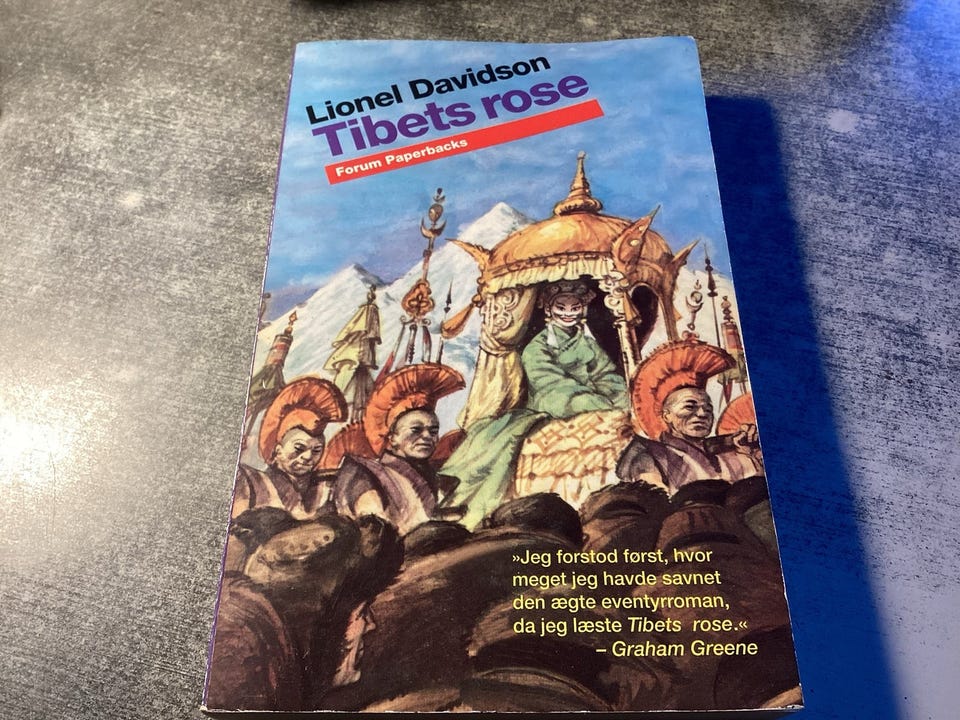 Lionel Davidson
Tibets rose
Forum Paperbacks
»Jeg forstod først, hvor
meget jeg havde savnet
den ægte eventyrroman,
da jeg læste Tibets rose.«
– Graham Greene